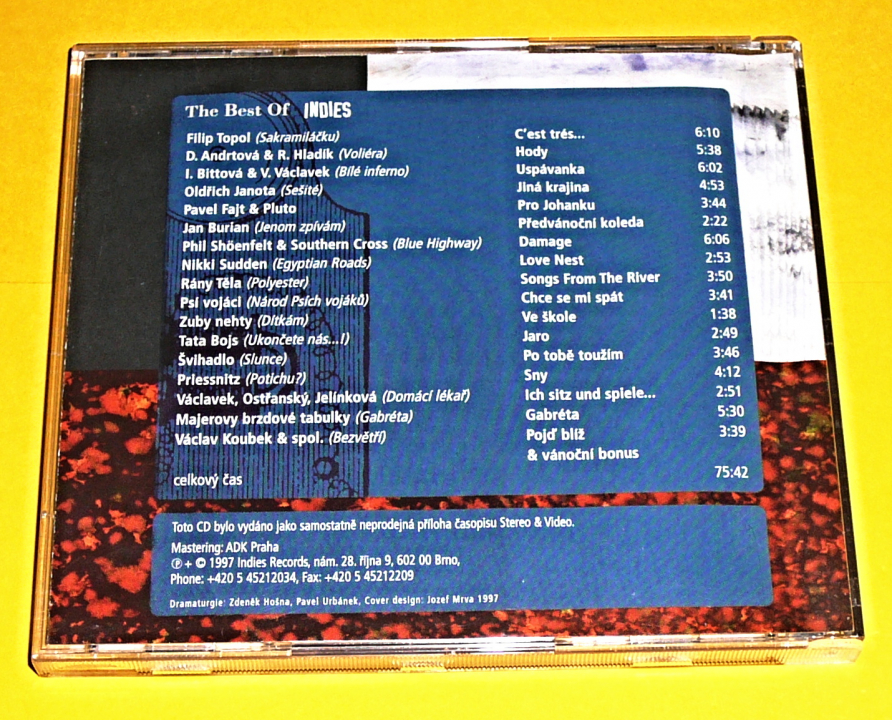 The Best Of INDIES
Filip Topol (Sakramiláčku) C'est trés... 6:10
D. Andrtová & R. Hladík (Voliéra) Hody 5:38
I. Bittová & V. Václavek (Bílé inferno) Uspávanka 6:02
Oldřich Janota (Sešité) Jiná krajina 4:53
Pavel Fajt & Pluto Pro Johanku 3:44
Jan Burian (Jenom zpívám) Předvánoční koleda 2:22
Phil Shöenfelt & Southern Cross (Blue Highway) Damage 6:06
Nikki Sudden (Egyptian Roads) Love Nest 2:53
Rány Těla (Polyester) Songs From The River 3:50
Psí vojáci (Národ Psích vojáků) Chce se mi spát 3:41
Zuby nehty (Dítkám) Ve škole 1:38
Tata Bojs (Ukončete nás...!) Jaro 2:49
Švihadlo (Slunce) Po tobě toužím 3:46
Priessnitz (Potichu?) Sny 4:12
Václavek, Ostřanský, Jelínková (Domácí lékař) Ich sitz und spiele... 2:51
Majerovy brzdové tabulky (Gabréta) Gabréta 5:30
Václav Koubek & spol. (Bezvětří) Pojď blíž 3:39
& vánoční bonus
celkový čas 75:42
Toto CD bylo vydáno jako samostatně neprodejná příloha časopisu Stereo & Video.
Mastering: ADK Praha
℗ + © 1997 Indies Records, nám. 28. října 9, 602 00 Brno,
Phone: +420 5 45212034, Fax: +420 5 45212209
Dramaturgie: Zdeněk Hošna, Pavel Urbánek, Cover design: Jozef Mrva 1997